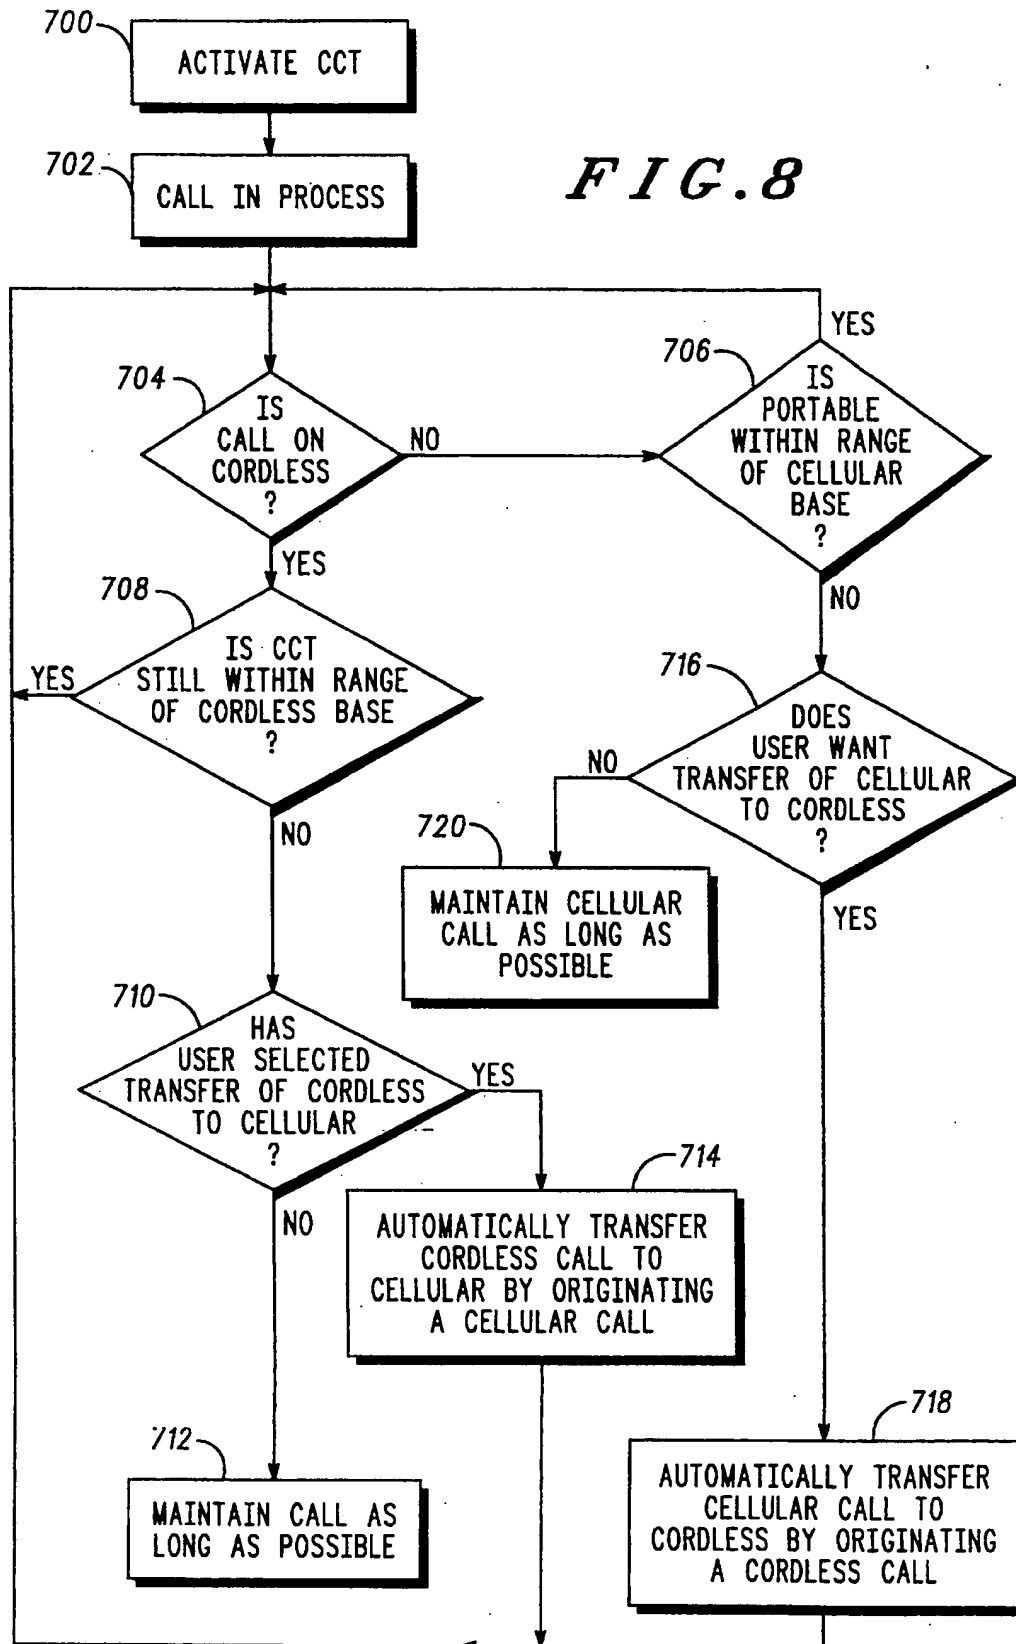 700
ACTIVATE CCT
702
CALL IN PROCESS
FIG.8
YES
706
IS
PORTABLE
WITHIN RANGE
OF CELLULAR
BASE
?
704
IS
CALL ON
CORDLESS
?
NO
YES
NO
708
IS CCT
STILL WITHIN RANGE
OF CORDLESS BASE
?
YES
NO
716
DOES
USER WANT
TRANSFER OF CELLULAR
TO CORDLESS
?
NO
YES
720
MAINTAIN CELLULAR
CALL AS LONG AS
POSSIBLE
710
HAS
USER SELECTED
TRANSFER OF CORDLESS
TO CELLULAR
?
YES
NO
714
AUTOMATICALLY TRANSFER
CORDLESS CALL TO
CELLULAR BY ORIGINATING
A CELLULAR CALL
712
MAINTAIN CALL AS
LONG AS POSSIBLE
718
AUTOMATICALLY TRANSFER
CELLULAR CALL TO
CORDLESS BY ORIGINATING
A CORDLESS CALL